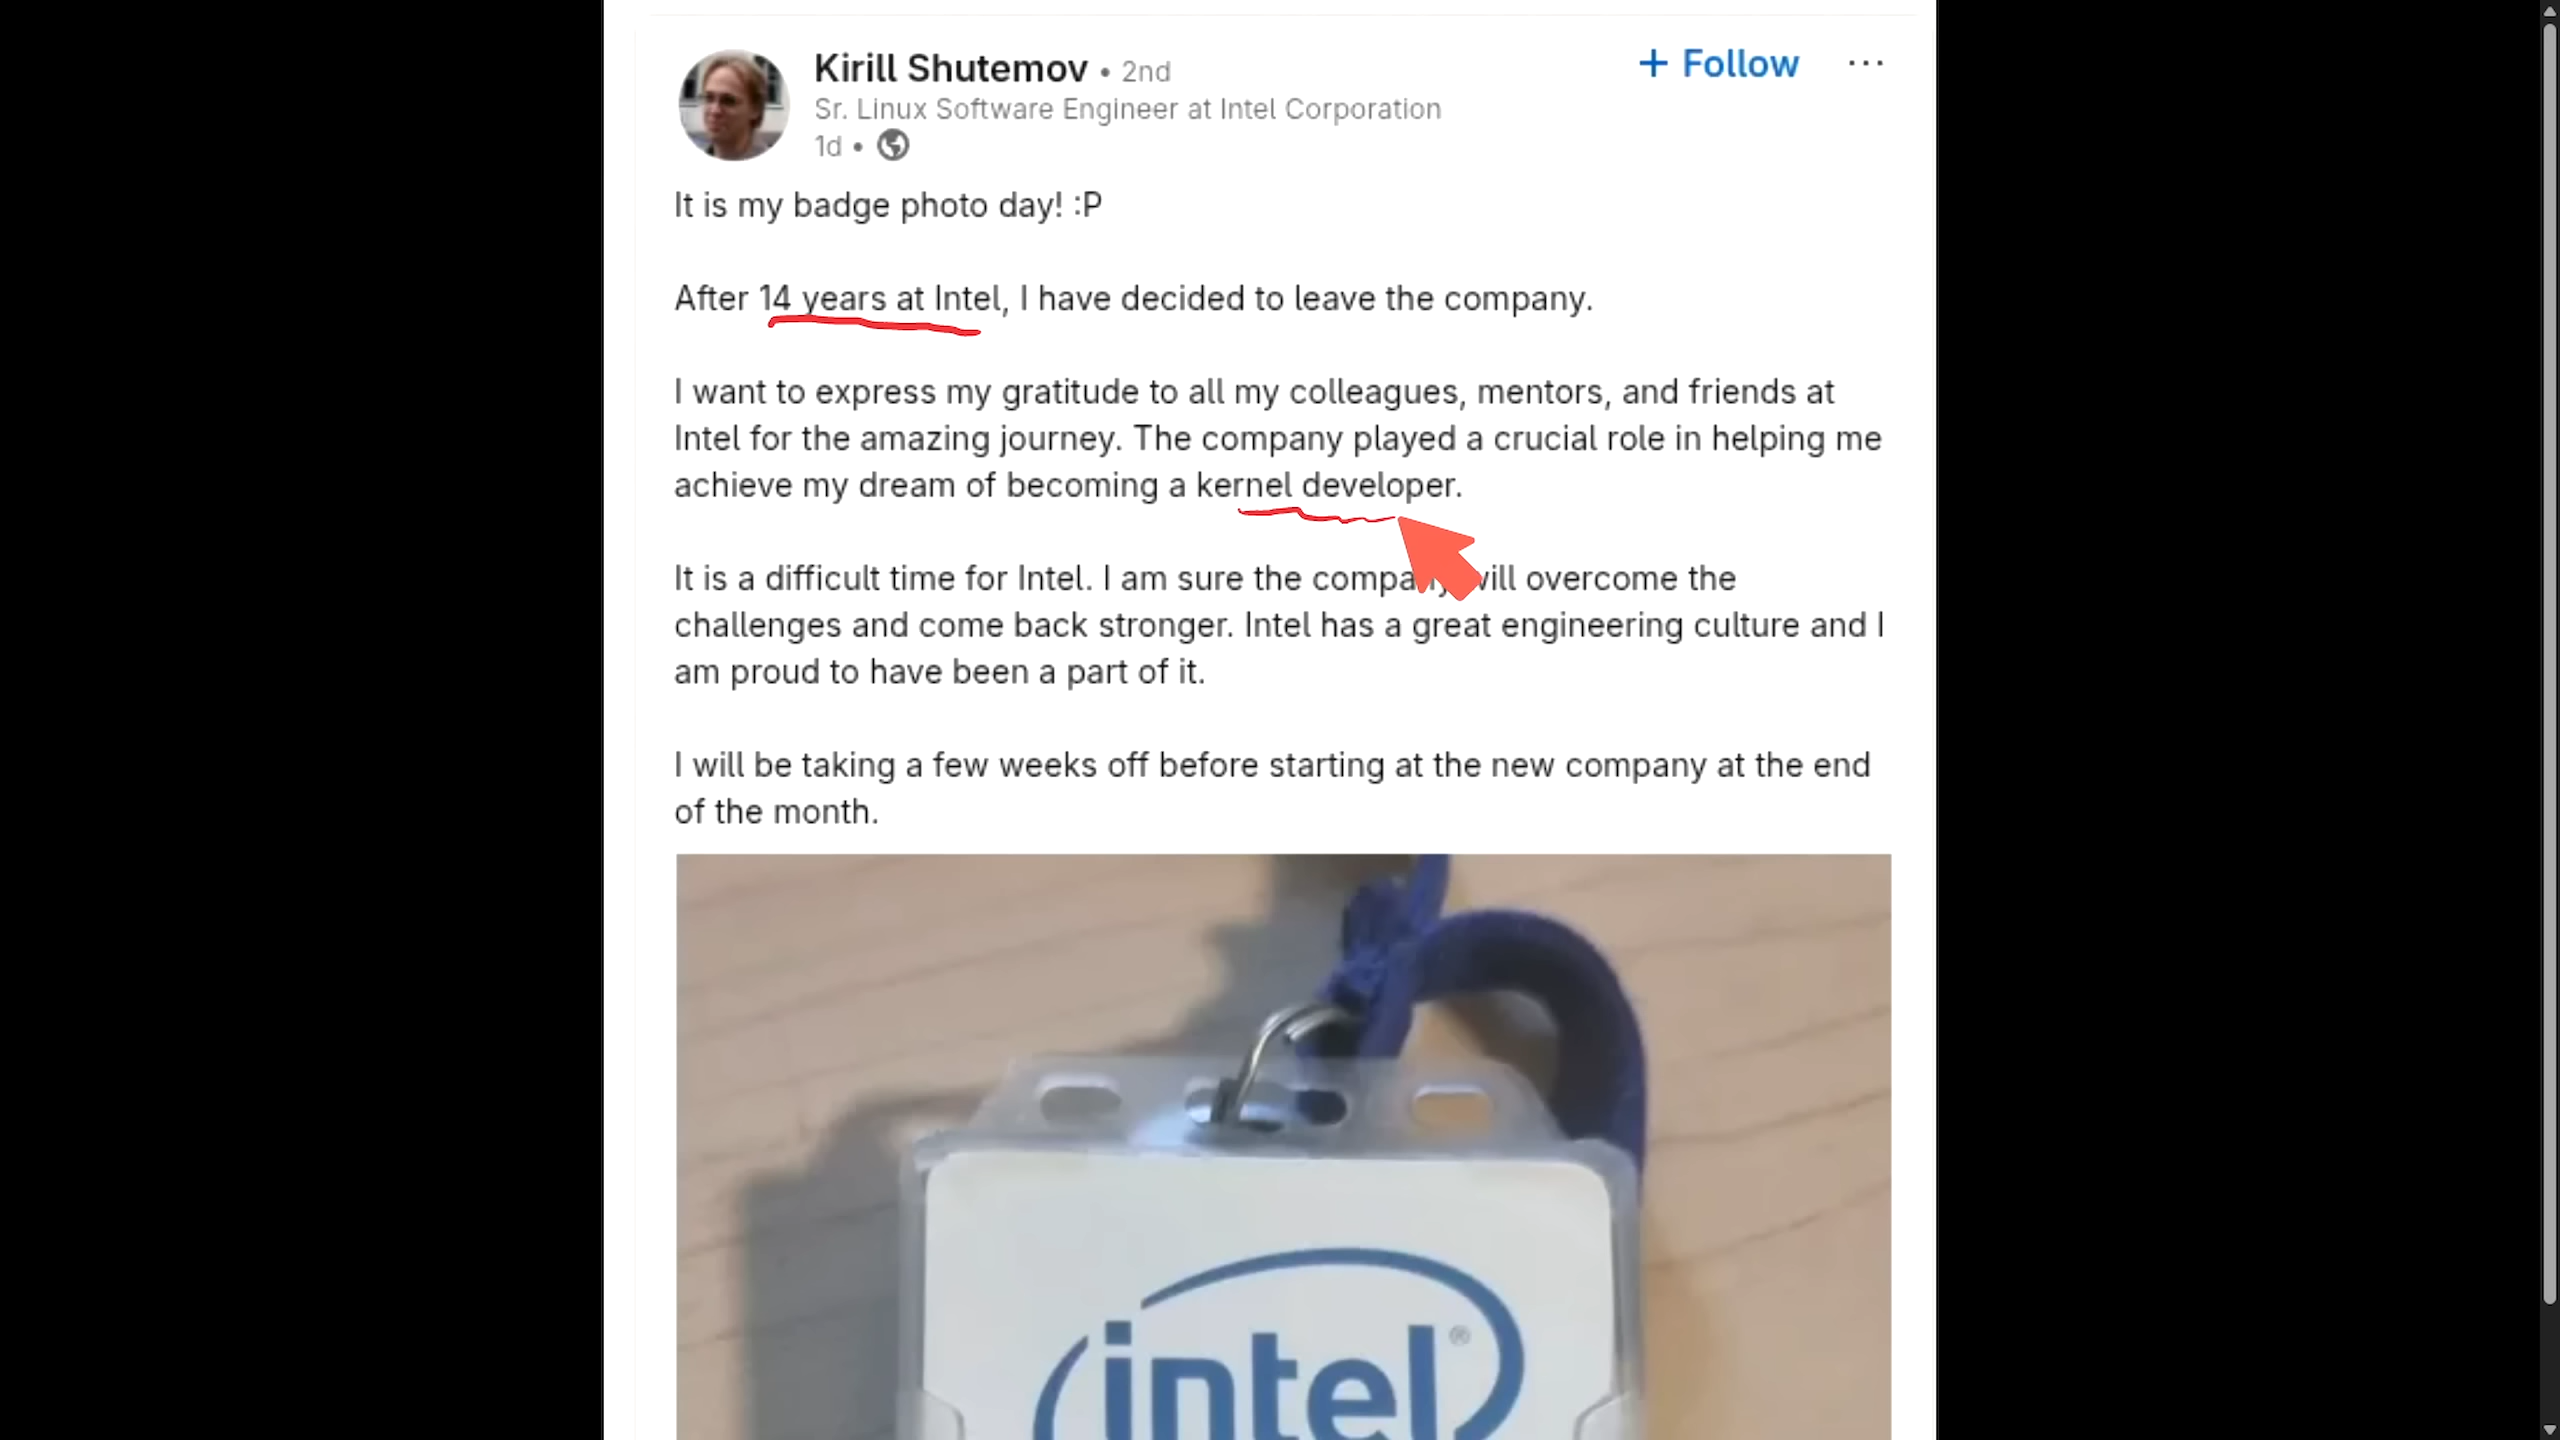 Kirill Shutemov • 2nd
+ Follow ···
Sr. Linux Software Engineer at Intel Corporation
1d •
It is my badge photo day! :P
After 14 years at Intel, I have decided to leave the company.
I want to express my gratitude to all my colleagues, mentors, and friends at
Intel for the amazing journey. The company played a crucial role in helping me
achieve my dream of becoming a kernel developer.
It is a difficult time for Intel. I am sure the company will overcome the
challenges and come back stronger. Intel has a great engineering culture and I
am proud to have been a part of it.
I will be taking a few weeks off before starting at the new company at the end
of the month.
intel®